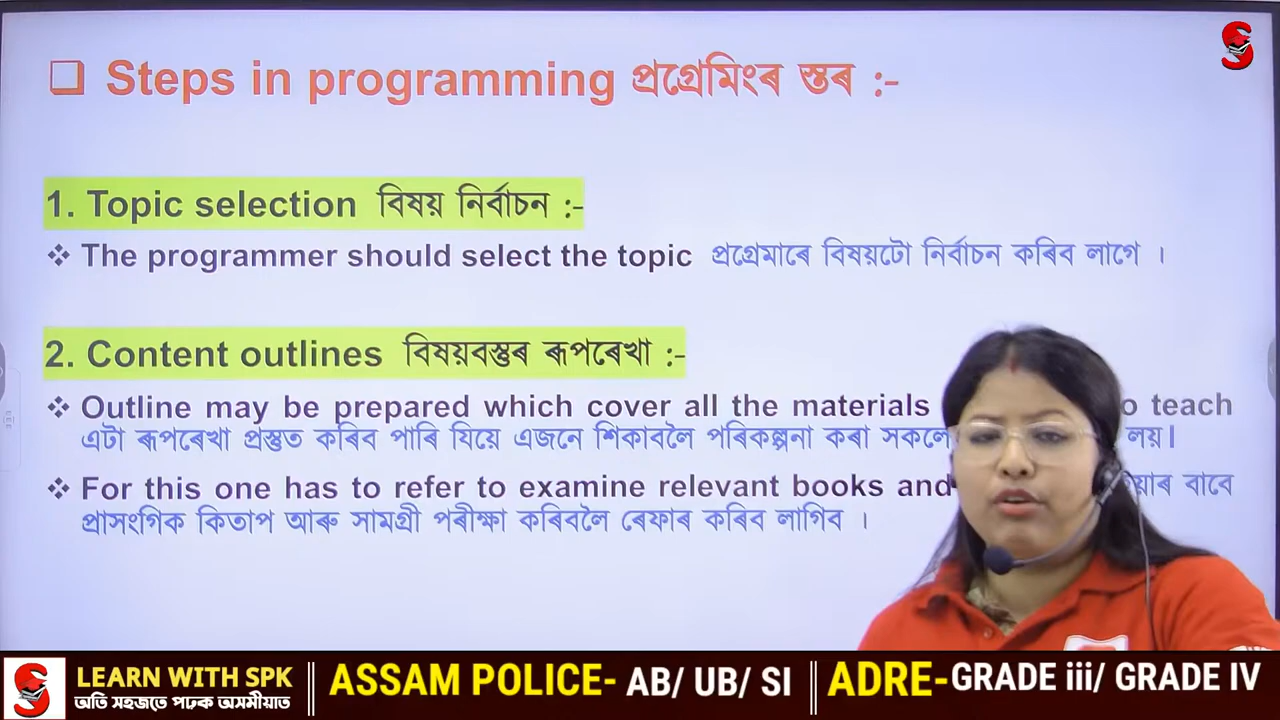 ❑ Steps in programming প্ৰগ্ৰেমিংৰ স্তৰ :-
1. Topic selection বিষয় নিৰ্বাচন :-
❖ The programmer should select the topic প্ৰগ্ৰেমাৰে বিষয়টো নিৰ্বাচন কৰিব লাগে ।
2. Content outlines বিষয়বস্তুৰ ৰূপৰেখা :-
❖ Outline may be prepared which cover all the materials teach
এটা ৰূপৰেখা প্ৰস্তুত কৰিব পাৰি যিয়ে এজনে শিকাবলৈ পৰিকল্পনা কৰা লয়।
❖ For this one has to refer to examine relevant books and বাবে
প্ৰাসংগিক কিতাপ আৰু সামগ্ৰী পৰীক্ষা কৰিবলৈ ৰেফাৰ কৰিব লাগিব ।
LEARN WITH SPK ASSAM POLICE- AB/ UB/ SI ADRE- GRADE iii/ GRADE IV
অতি সহজতে পঢ়ক অসমীয়াত